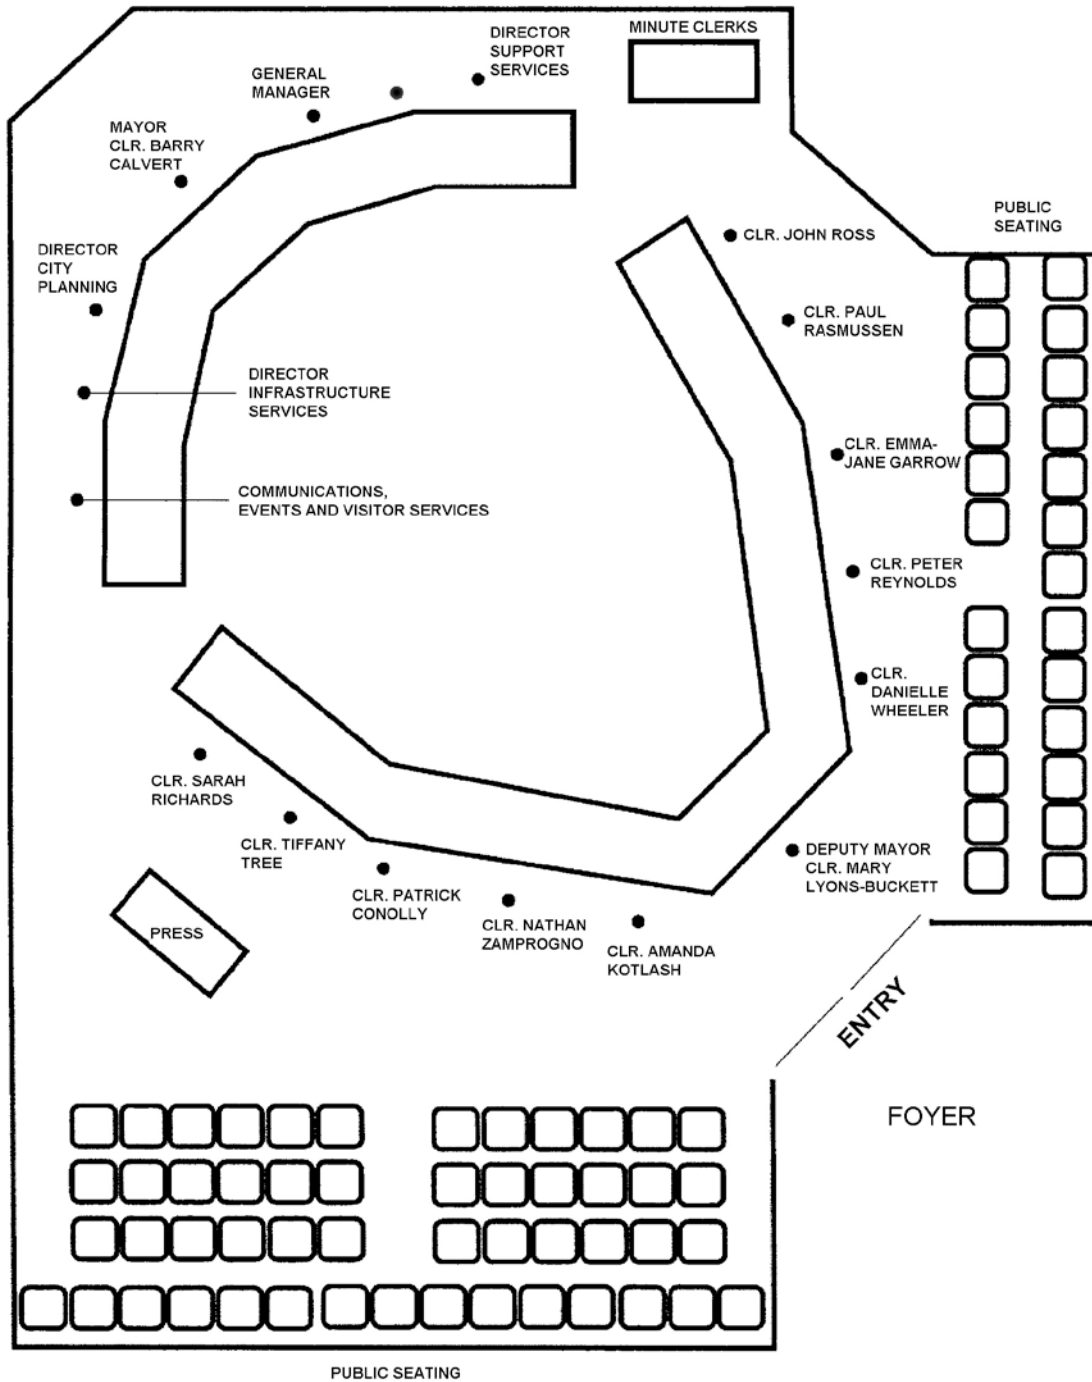 MINUTE CLERKS
DIRECTOR
SUPPORT
SERVICES
GENERAL
MANAGER
MAYOR
CLR. BARRY
CALVERT
DIRECTOR
CITY
PLANNING
DIRECTOR
INFRASTRUCTURE
SERVICES
COMMUNICATIONS,
EVENTS AND VISITOR SERVICES
PUBLIC
SEATING
CLR. JOHN ROSS
CLR. PAUL
RASMUSSEN
CLR. EMMA-
JANE GARROW
CLR. PETER
REYNOLDS
CLR.
DANIELLE
WHEELER
DEPUTY MAYOR
CLR. MARY
LYONS-BUCKETT
CLR. SARAH
RICHARDS
CLR. TIFFANY
TREE
CLR. PATRICK
CONOLLY
CLR. NATHAN
ZAMPROGNO
CLR. AMANDA
KOTLASH
PRESS
ENTRY
FOYER
PUBLIC SEATING